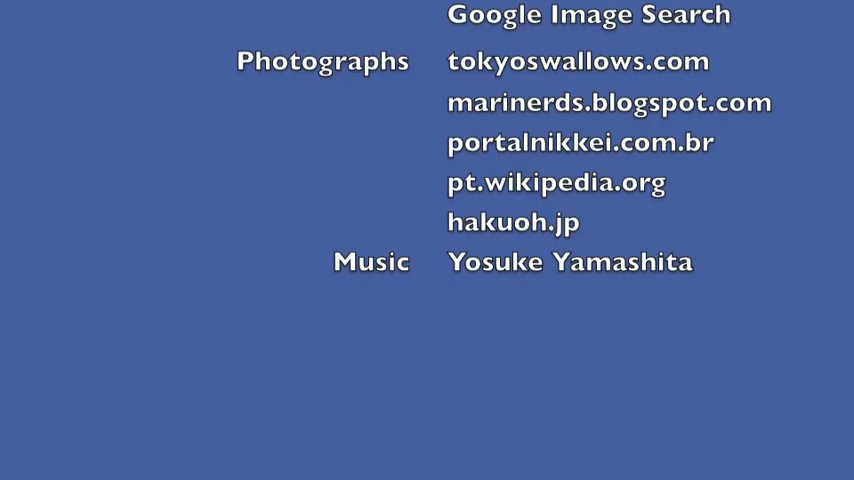 Google Image Search
Photographs tokyoswallows.com
marinerds.blogspot.com
portalnikkei.com.br
pt.wikipedia.org
hakuoh.jp
Music Yosuke Yamashita